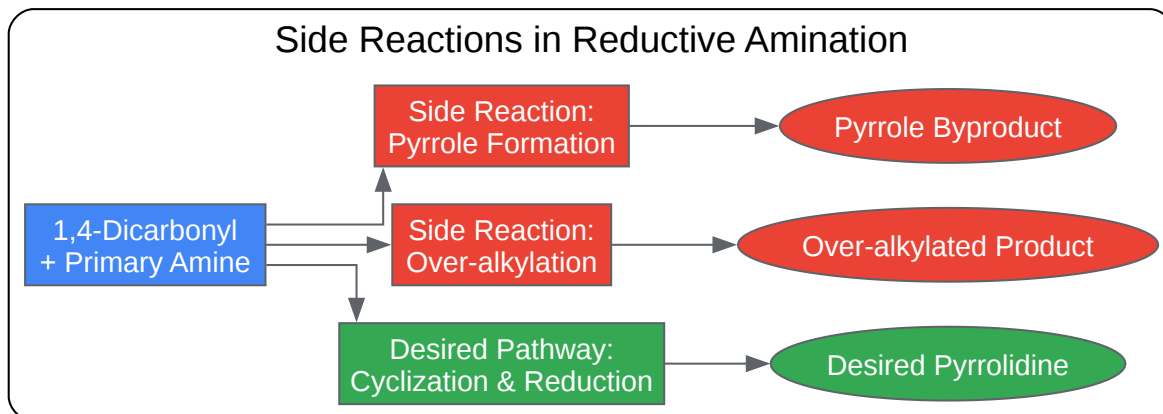 Side Reactions in Reductive Amination
Side Reaction:
Pyrrole Formation
Pyrrole Byproduct
1,4-Dicarbonyl
+ Primary Amine
Side Reaction:
Over-alkylation
Over-alkylated Product
Desired Pathway:
Cyclization & Reduction
Desired Pyrrolidine